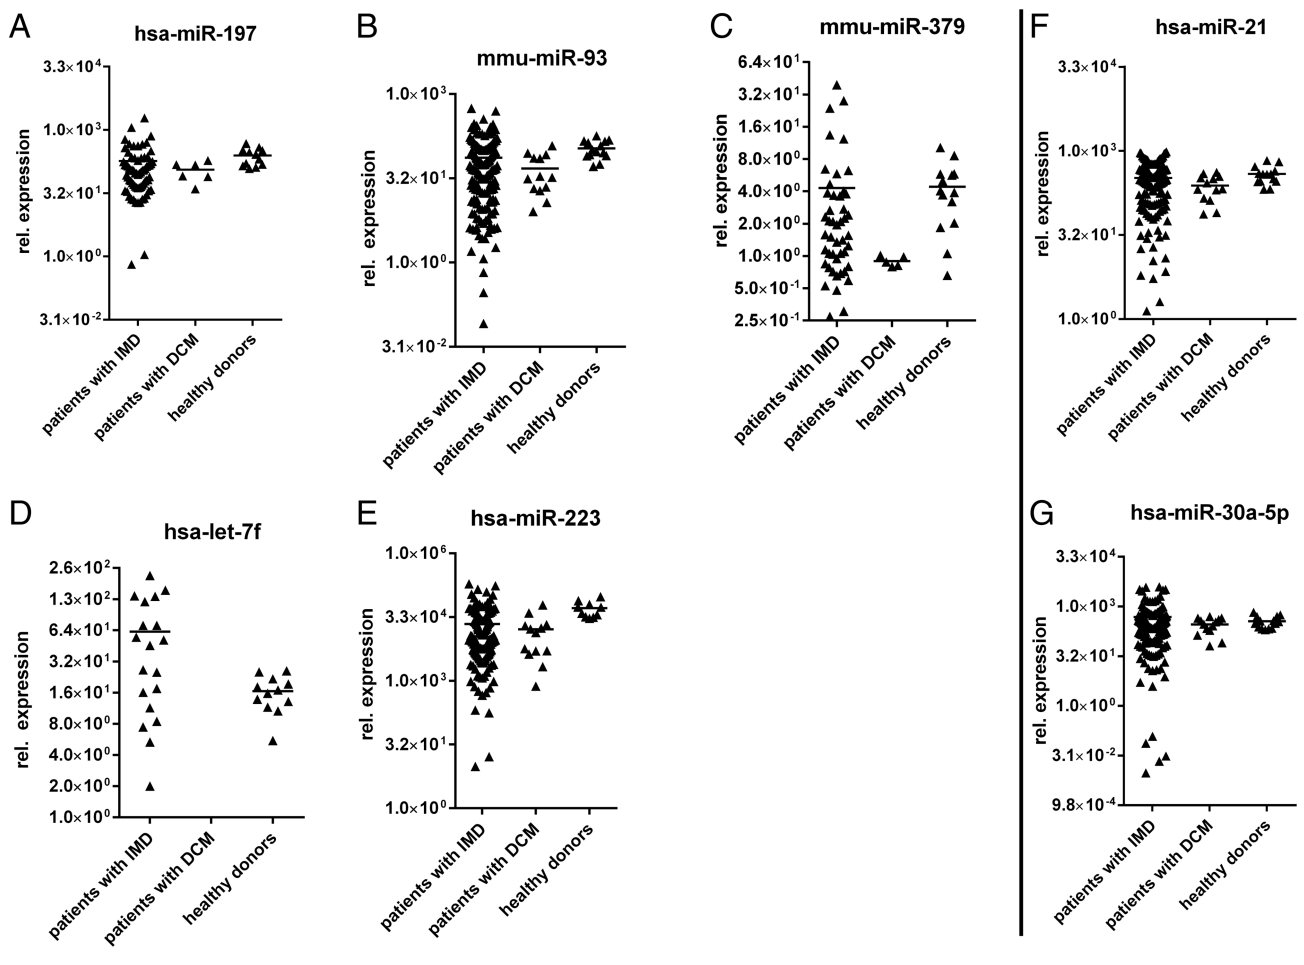 A
hsa-miR-197
rel. expression
3.3×10⁴
1.0×10³
3.2×10¹
1.0×10⁰
3.1×10⁻²
patients with IMD
patients with DCM
healthy donors
B
mmu-miR-93
rel. expression
1.0×10³
3.2×10¹
1.0×10⁰
3.1×10⁻²
patients with IMD
patients with DCM
healthy donors
C
mmu-miR-379
rel. expression
6.4×10¹
3.2×10¹
1.6×10¹
8.0×10⁰
4.0×10⁰
2.0×10⁰
1.0×10⁰
5.0×10⁻¹
2.5×10⁻¹
patients with IMD
patients with DCM
healthy donors
F
hsa-miR-21
rel. expression
3.3×10⁴
1.0×10³
3.2×10¹
1.0×10⁰
patients with IMD
patients with DCM
healthy donors
D
hsa-let-7f
rel. expression
2.6×10²
1.3×10²
6.4×10¹
3.2×10¹
1.6×10¹
8.0×10⁰
4.0×10⁰
2.0×10⁰
1.0×10⁰
patients with IMD
patients with DCM
healthy donors
E
hsa-miR-223
rel. expression
1.0×10⁶
3.3×10⁴
1.0×10³
3.2×10¹
1.0×10⁰
patients with IMD
patients with DCM
healthy donors
G
hsa-miR-30a-5p
rel. expression
3.3×10⁴
1.0×10³
3.2×10¹
1.0×10⁰
3.1×10⁻²
9.8×10⁻⁴
patients with IMD
patients with DCM
healthy donors